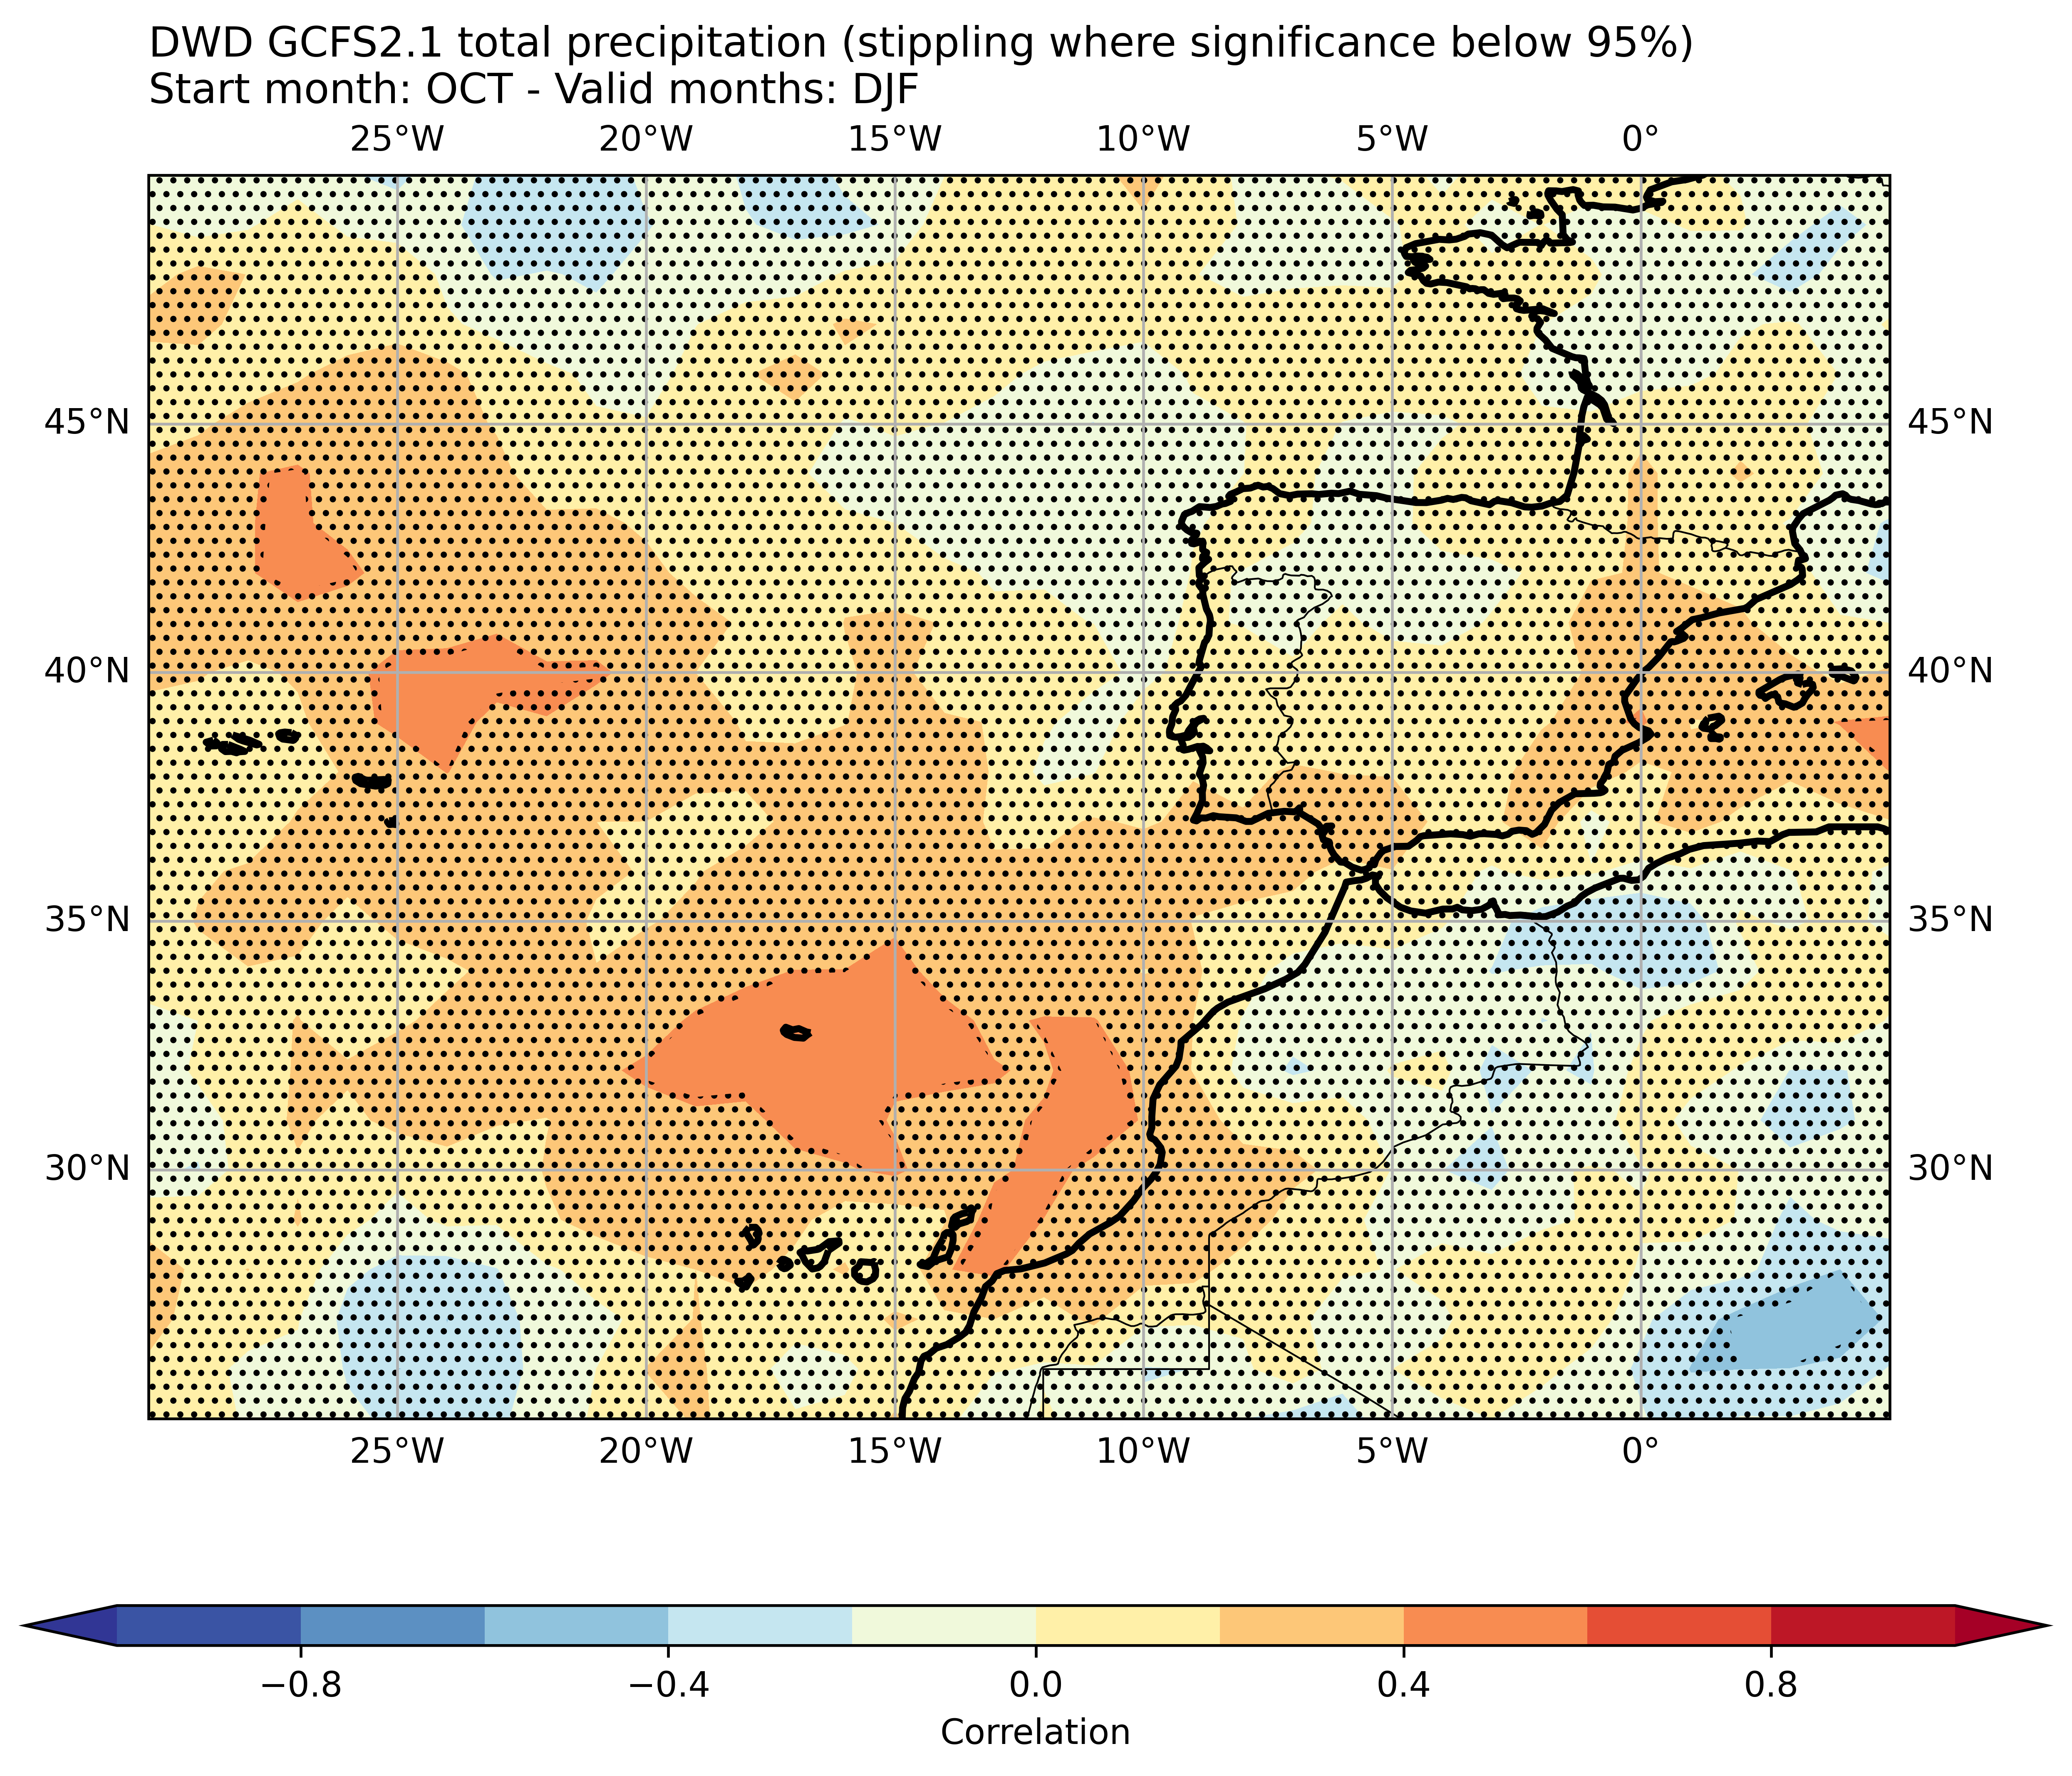 DWD GCFS2.1 total precipitation (stippling where significance below 95%)
Start month: OCT - Valid months: DJF
25°W 20°W 15°W 10°W 5°W 0°
45°N 45°N
40°N 40°N
35°N 35°N
30°N 30°N
25°W 20°W 15°W 10°W 5°W 0°
−0.8 −0.4 0.0 0.4 0.8
Correlation